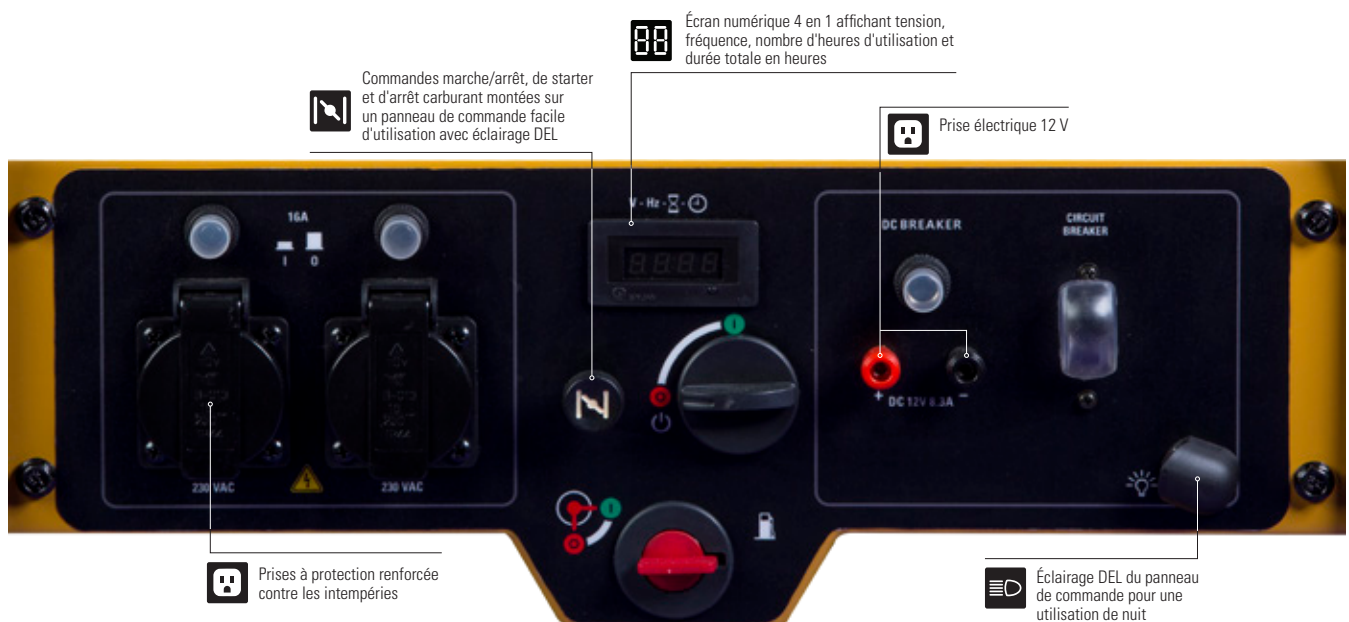 Écran numérique 4 en 1 affichant tension,
fréquence, nombre d'heures d'utilisation et
durée totale en heures
Commandes marche/arrêt, de starter
et d'arrêt carburant montées sur
un panneau de commande facile
d'utilisation avec éclairage DEL
Prise électrique 12 V
V - Hz -
16A
I O
DC BREAKER
CIRCUIT
BREAKER
+ DC 12V 8.3A −
230 VAC
230 VAC
Prises à protection renforcée
contre les intempéries
Éclairage DEL du panneau
de commande pour une
utilisation de nuit